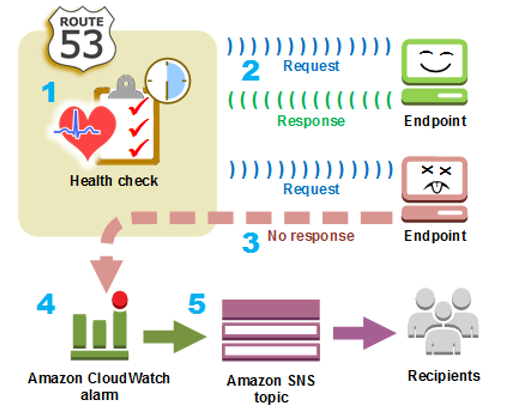 ROUTE
53
1
Health check
2
Request
Response
Endpoint
Request
3
No response
Endpoint
4
Amazon CloudWatch
alarm
5
Amazon SNS
topic
Recipients